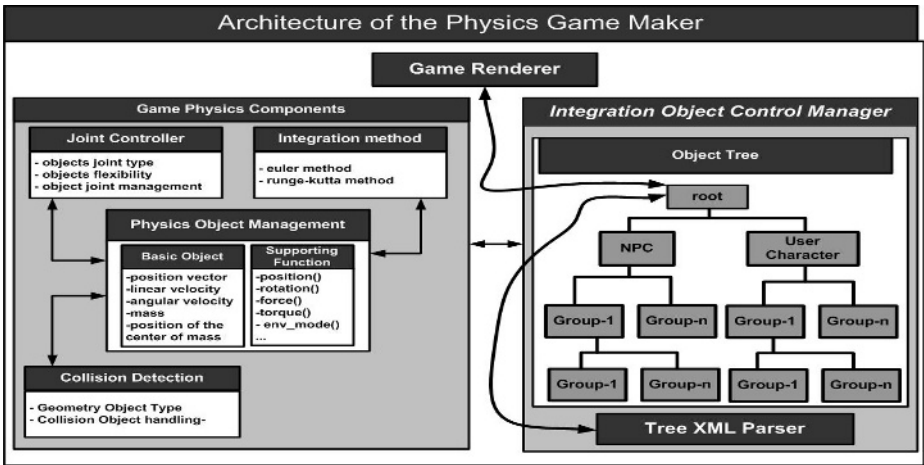 Architecture of the Physics Game Maker
Game Renderer
Game Physics Components
Joint Controller
- objects joint type
- objects flexibility
- object joint management
Integration method
- euler method
- runge-kutta method
Physics Object Management
Basic Object
-position vector
-linear velocity
-angular velocity
-mass
-position of the
center of mass
Supporting
Function
-position()
-rotation()
-force()
-torque()
- env_mode()
...
Collision Detection
- Geometry Object Type
- Collision Object handling-
Integration Object Control Manager
Object Tree
root
NPC
User
Character
Group-1
Group-n
Group-1
Group-n
Group-1
Group-n
Group-1
Group-n
Tree XML Parser